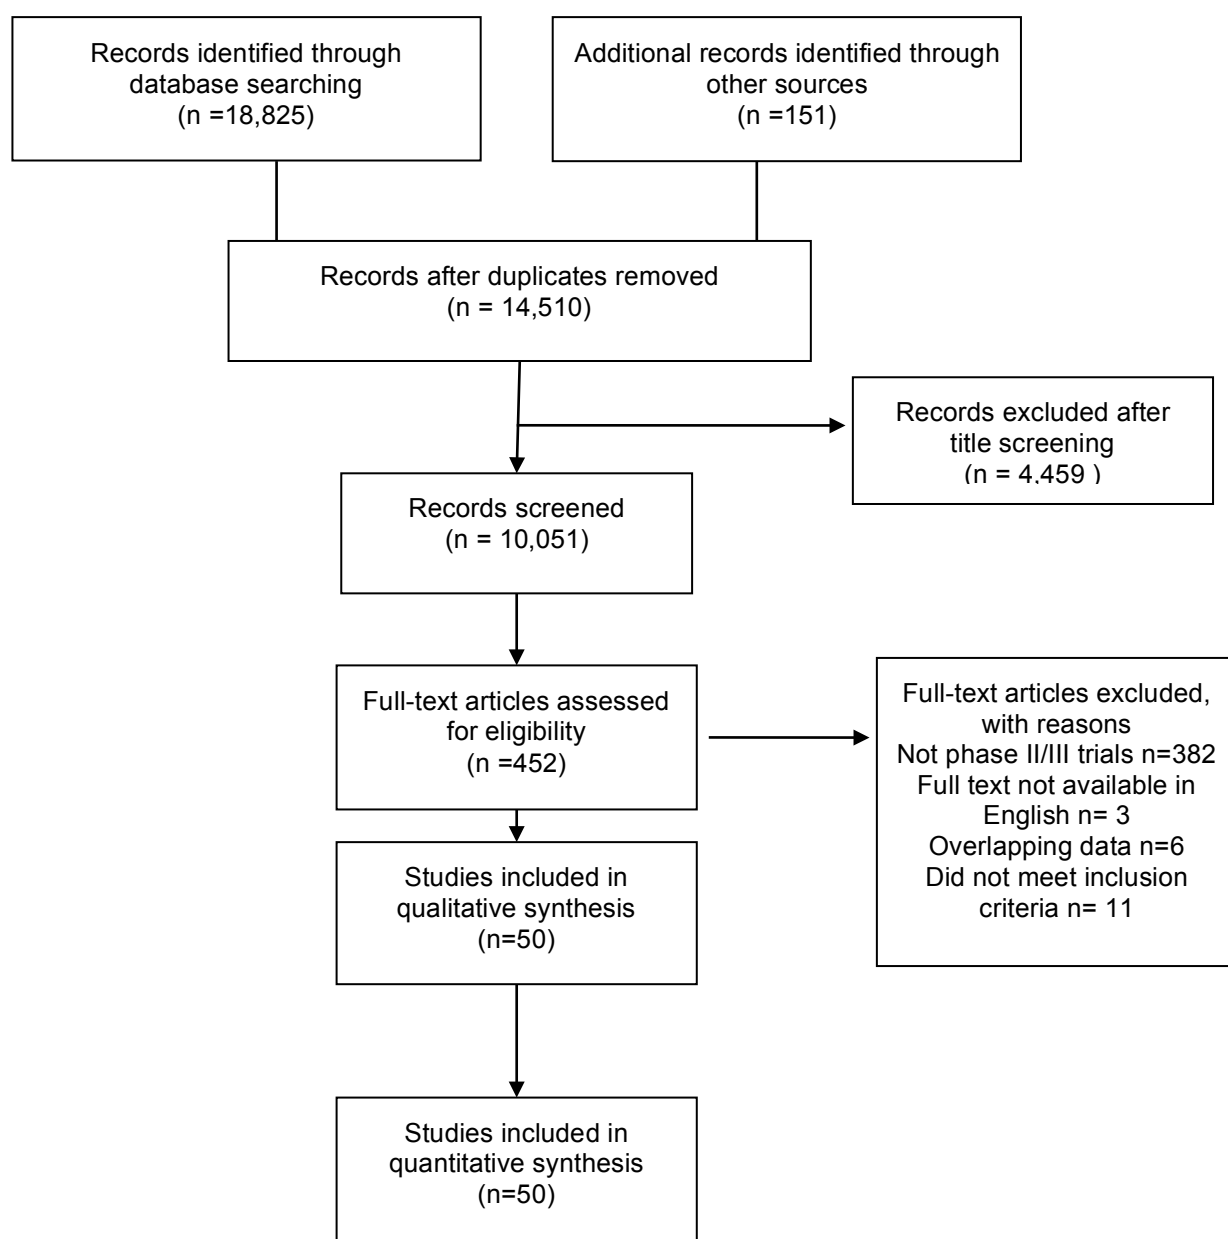 Records identified through
database searching
(n =18,825)
Additional records identified through
other sources
(n =151)
Records after duplicates removed
(n = 14,510)
Records excluded after
title screening
(n = 4,459 )
Records screened
(n = 10,051)
Full-text articles assessed
for eligibility
(n =452)
Full-text articles excluded,
with reasons
Not phase II/III trials n=382
Full text not available in
English n= 3
Overlapping data n=6
Did not meet inclusion
criteria n= 11
Studies included in
qualitative synthesis
(n=50)
Studies included in
quantitative synthesis
(n=50)